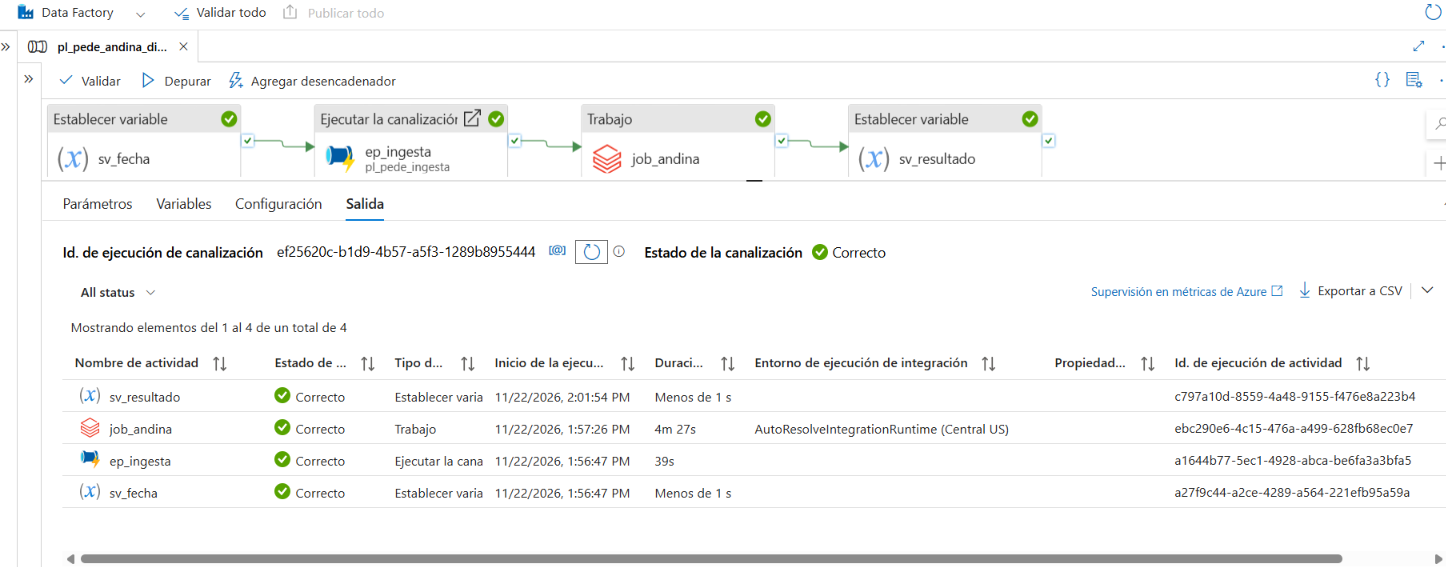 Data Factory Validar todo Publicar todo
pl_pede_andina_di...
Validar Depurar Agregar desencadenador
Establecer variable Ejecutar la canalización Trabajo Establecer variable
(x) sv_fecha ep_ingesta job_andina (x) sv_resultado
pl_pede_ingesta
Parámetros Variables Configuración Salida
Id. de ejecución de canalización ef25620c-b1d9-4b57-a5f3-1289b8955444 Estado de la canalización Correcto
All status
Supervisión en métricas de Azure Exportar a CSV
Mostrando elementos del 1 al 4 de un total de 4
Nombre de actividad Estado de ... Tipo d... Inicio de la ejecu... Duraci... Entorno de ejecución de integración Propiedad... Id. de ejecución de actividad
(x) sv_resultado Correcto Establecer varia 11/22/2026, 2:01:54 PM Menos de 1 s c797a10d-8559-4a48-9155-f476e8a223b4
job_andina Correcto Trabajo 11/22/2026, 1:57:26 PM 4m 27s AutoResolveIntegrationRuntime (Central US) ebc290e6-4c15-476a-a499-628fb68ec0e7
ep_ingesta Correcto Ejecutar la cana 11/22/2026, 1:56:47 PM 39s a1644b77-5ec1-4928-abca-be6fa3a3bfa5
(x) sv_fecha Correcto Establecer varia 11/22/2026, 1:56:47 PM Menos de 1 s a27f9c44-a2ce-4289-a564-221efb95a59a